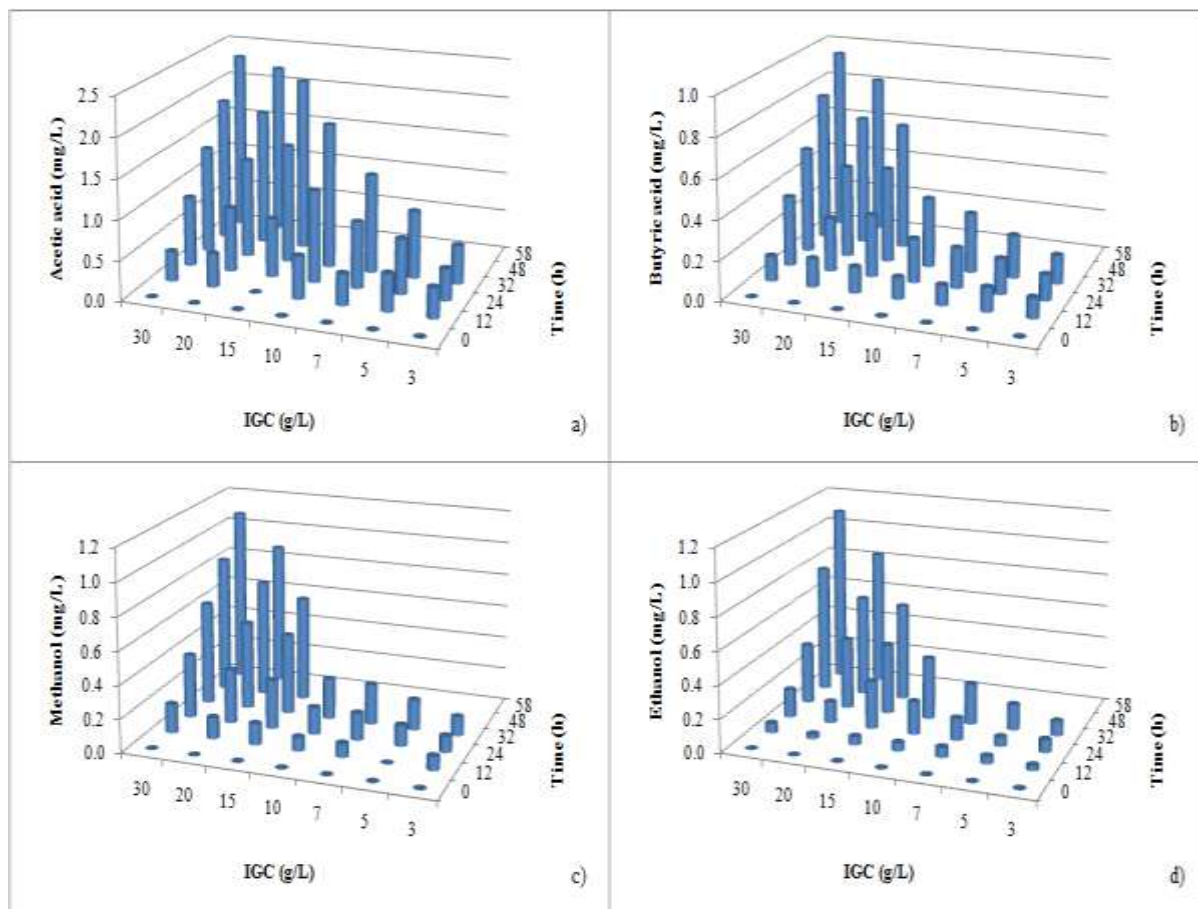 2.5
2.0
1.5
1.0
0.5
0.0
Acetic acid (mg/L)
30 20 15 10 7 5 3
IGC (g/L)
0 12 24 32 48 58
Time (h)
a)
1.0
0.8
0.6
0.4
0.2
0.0
Butyric acid (mg/L)
30 20 15 10 7 5 3
IGC (g/L)
0 12 24 32 48 58
Time (h)
b)
1.2
1.0
0.8
0.6
0.4
0.2
0.0
Methanol (mg/L)
30 20 15 10 7 5 3
IGC (g/L)
0 12 24 32 48 58
Time (h)
c)
1.2
1.0
0.8
0.6
0.4
0.2
0.0
Ethanol (mg/L)
30 20 15 10 7 5 3
IGC (g/L)
0 12 24 32 48 58
Time (h)
d)